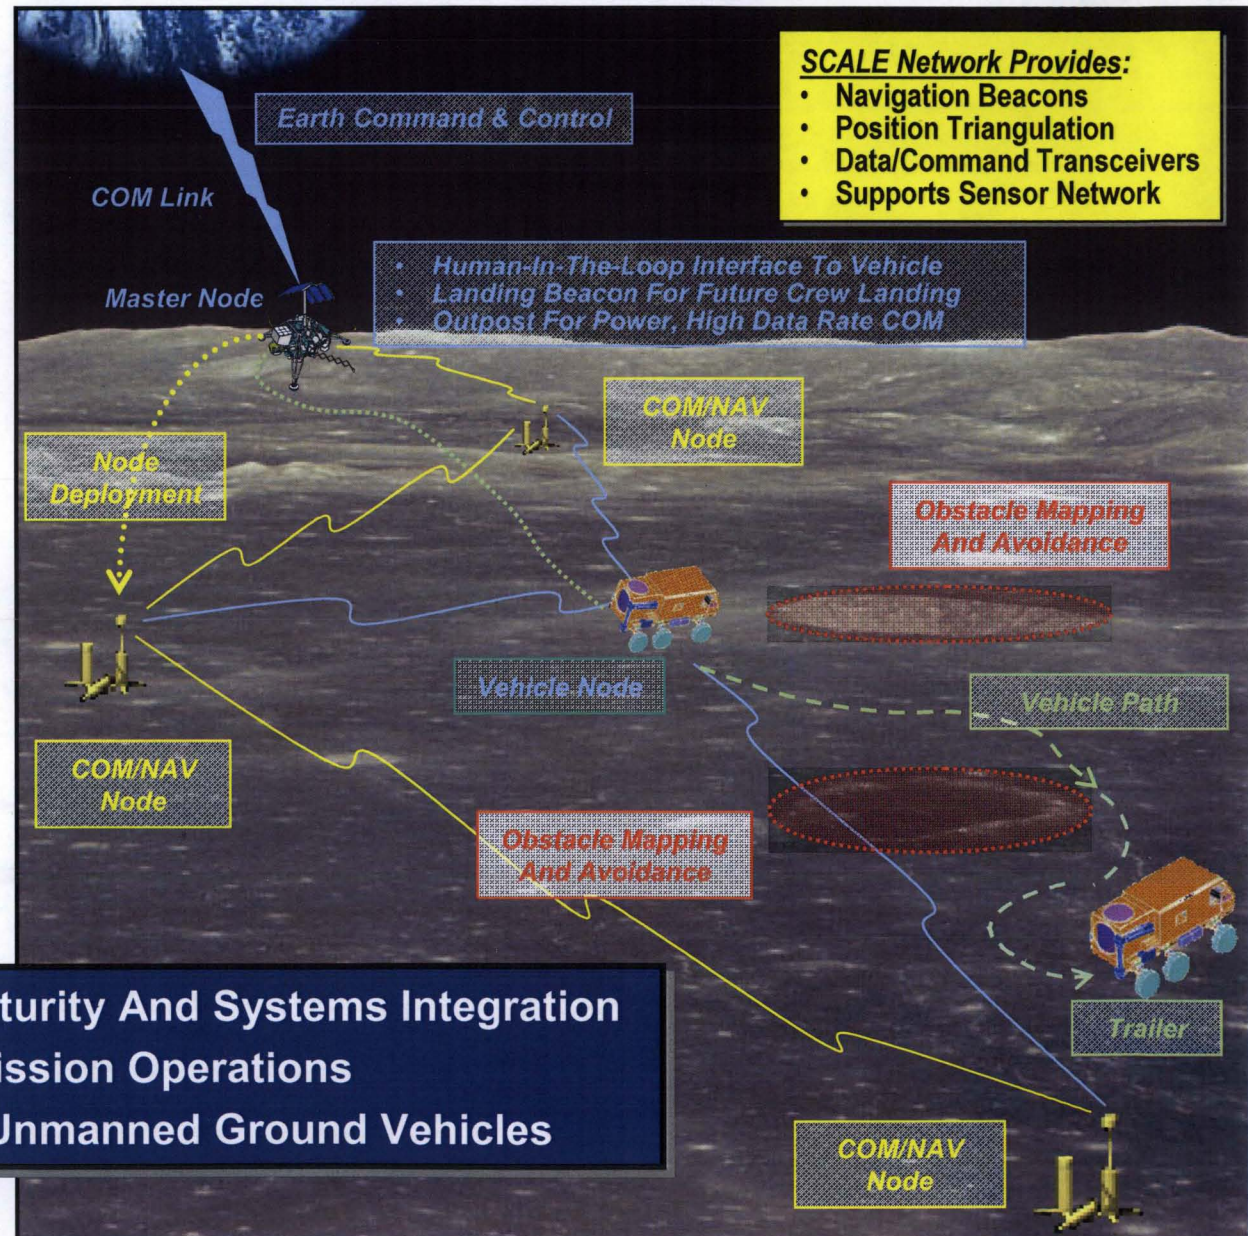 SCALE Network Provides:
• Navigation Beacons
• Position Triangulation
• Data/Command Transceivers
• Supports Sensor Network
Earth Command & Control
COM Link
Master Node
• Human-In-The-Loop Interface To Vehicle
• Landing Beacon For Future Crew Landing
• Outpost For Power, High Data Rate COM
COM/NAV
Node
Node
Deployment
Obstacle Mapping
And Avoidance
Vehicle Node
Vehicle Path
COM/NAV
Node
Obstacle Mapping
And Avoidance
Trailer
turity And Systems Integration
ission Operations
Unmanned Ground Vehicles
COM/NAV
Node